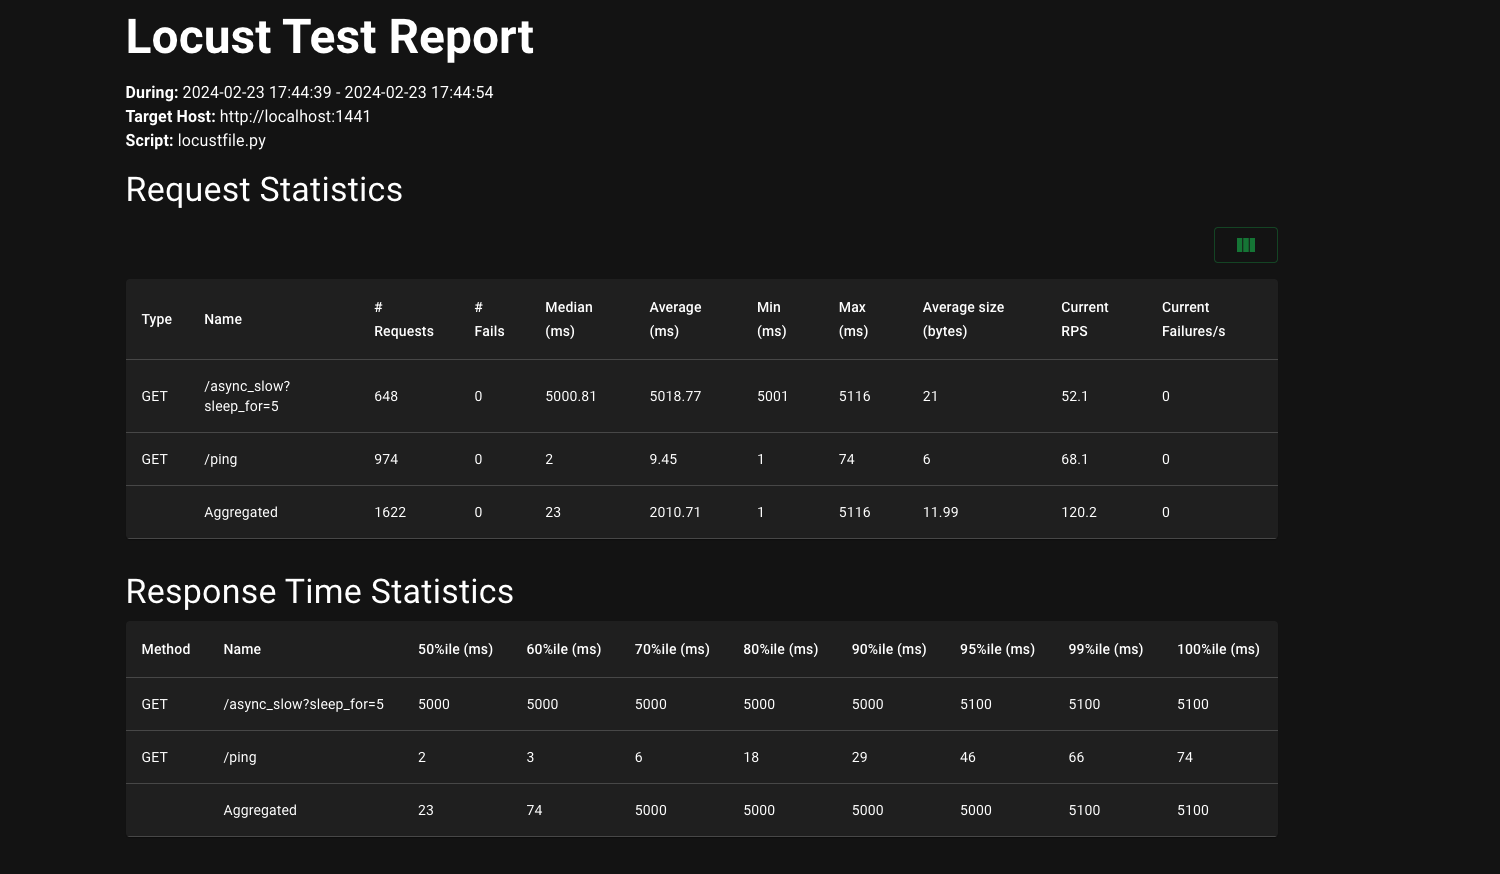 Locust Test Report
During: 2024-02-23 17:44:39 - 2024-02-23 17:44:54
Target Host: http://localhost:1441
Script: locustfile.py
Request Statistics
Type Name # Requests # Fails Median (ms) Average (ms) Min (ms) Max (ms) Average size (bytes) Current RPS Current Failures/s
GET /async_slow?sleep_for=5 648 0 5000.81 5018.77 5001 5116 21 52.1 0
GET /ping 974 0 2 9.45 1 74 6 68.1 0
Aggregated 1622 0 23 2010.71 1 5116 11.99 120.2 0
Response Time Statistics
Method Name 50%ile (ms) 60%ile (ms) 70%ile (ms) 80%ile (ms) 90%ile (ms) 95%ile (ms) 99%ile (ms) 100%ile (ms)
GET /async_slow?sleep_for=5 5000 5000 5000 5000 5000 5100 5100 5100
GET /ping 2 3 6 18 29 46 66 74
Aggregated 23 74 5000 5000 5000 5000 5100 5100